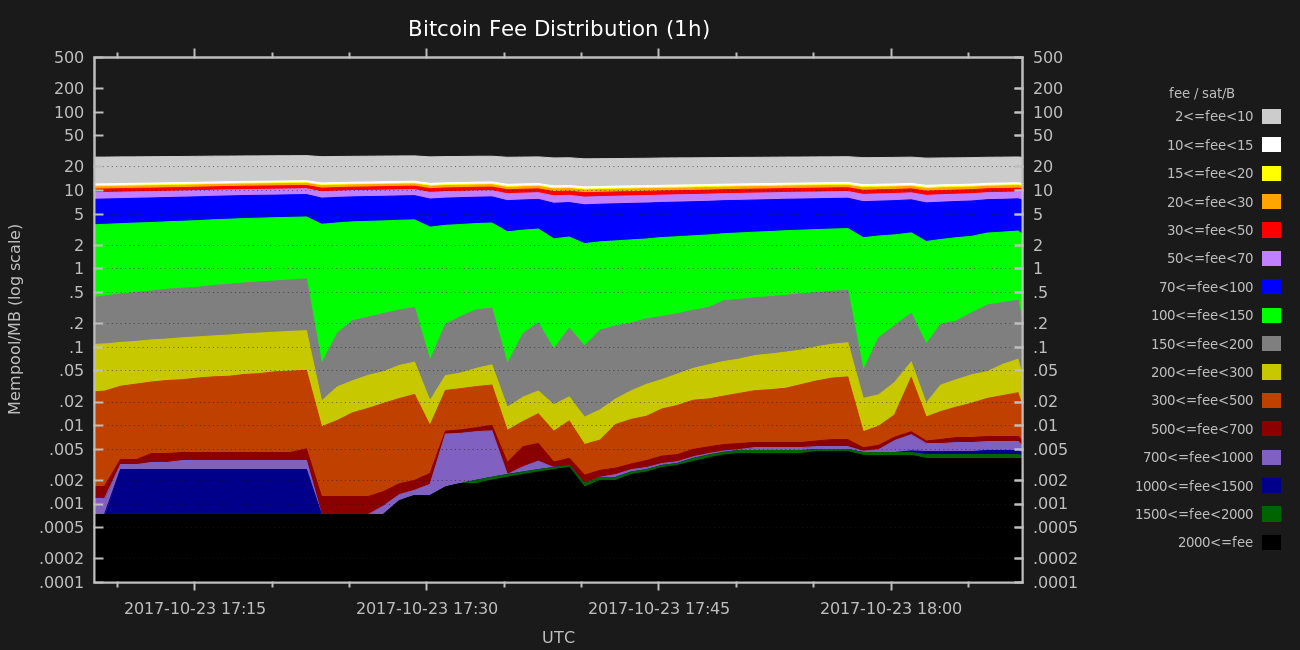 Bitcoin Fee Distribution (1h)
500
200
100
50
20
10
5
2
1
.5
.2
.1
.05
.02
.01
.005
.002
.001
.0005
.0002
.0001
Mempool/MB (log scale)
500
200
100
50
20
10
5
2
1
.5
.2
.1
.05
.02
.01
.005
.002
.001
.0005
.0002
.0001
2017-10-23 17:15
2017-10-23 17:30
2017-10-23 17:45
2017-10-23 18:00
UTC
fee / sat/B
2<=fee<10
10<=fee<15
15<=fee<20
20<=fee<30
30<=fee<50
50<=fee<70
70<=fee<100
100<=fee<150
150<=fee<200
200<=fee<300
300<=fee<500
500<=fee<700
700<=fee<1000
1000<=fee<1500
1500<=fee<2000
2000<=fee